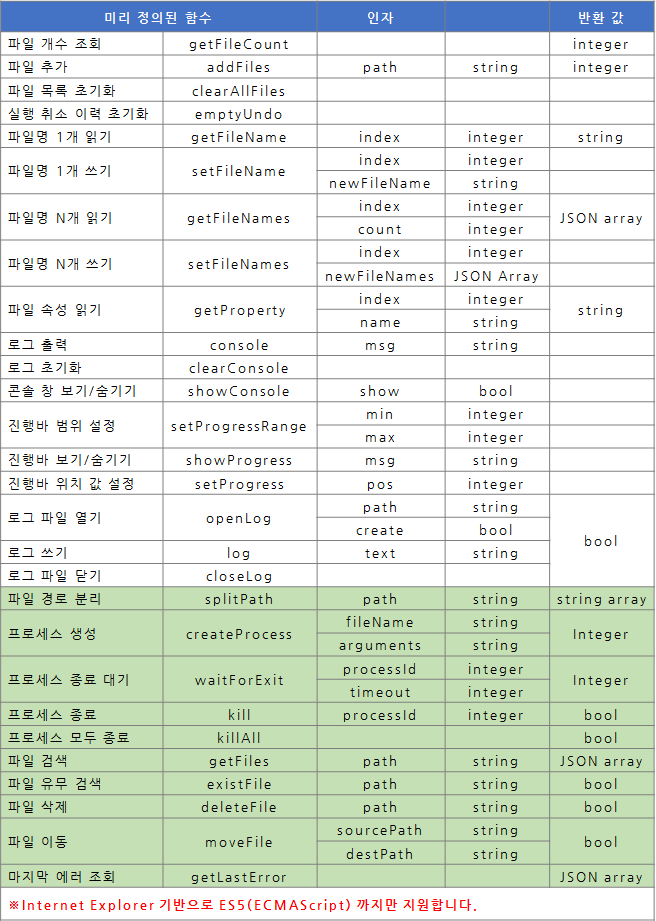 미리 정의된 함수 인자 반환 값
파일 개수 조회 getFileCount integer
파일 추가 addFiles path string integer
파일 목록 초기화 clearAllFiles
실행 취소 이력 초기화 emptyUndo
파일명 1개 읽기 getFileName index integer string
파일명 1개 쓰기 setFileName index integer
newFileName string
파일명 N개 읽기 getFileNames index integer JSON array
count integer
파일명 N개 쓰기 setFileNames index integer
newFileNames JSON Array
파일 속성 읽기 getProperty index integer string
name string
로그 출력 console msg string
로그 초기화 clearConsole
콘솔 창 보기/숨기기 showConsole show bool
진행바 범위 설정 setProgressRange min integer
max integer
진행바 보기/숨기기 showProgress msg string
진행바 위치 값 설정 setProgress pos integer
로그 파일 열기 openLog path string
create bool
bool
로그 쓰기 log text string
로그 파일 닫기 closeLog
파일 경로 분리 splitPath path string string array
프로세스 생성 createProcess fileName string Integer
arguments string
프로세스 종료 대기 waitForExit processId integer Integer
timeout integer
프로세스 종료 kill processId integer bool
프로세스 모두 종료 killAll bool
파일 검색 getFiles path string JSON array
파일 유무 검색 existFile path string bool
파일 삭제 deleteFile path string bool
파일 이동 moveFile sourcePath string bool
destPath string
마지막 에러 조회 getLastError JSON array
※Internet Explorer 기반으로 ES5(ECMAScript) 까지만 지원합니다.